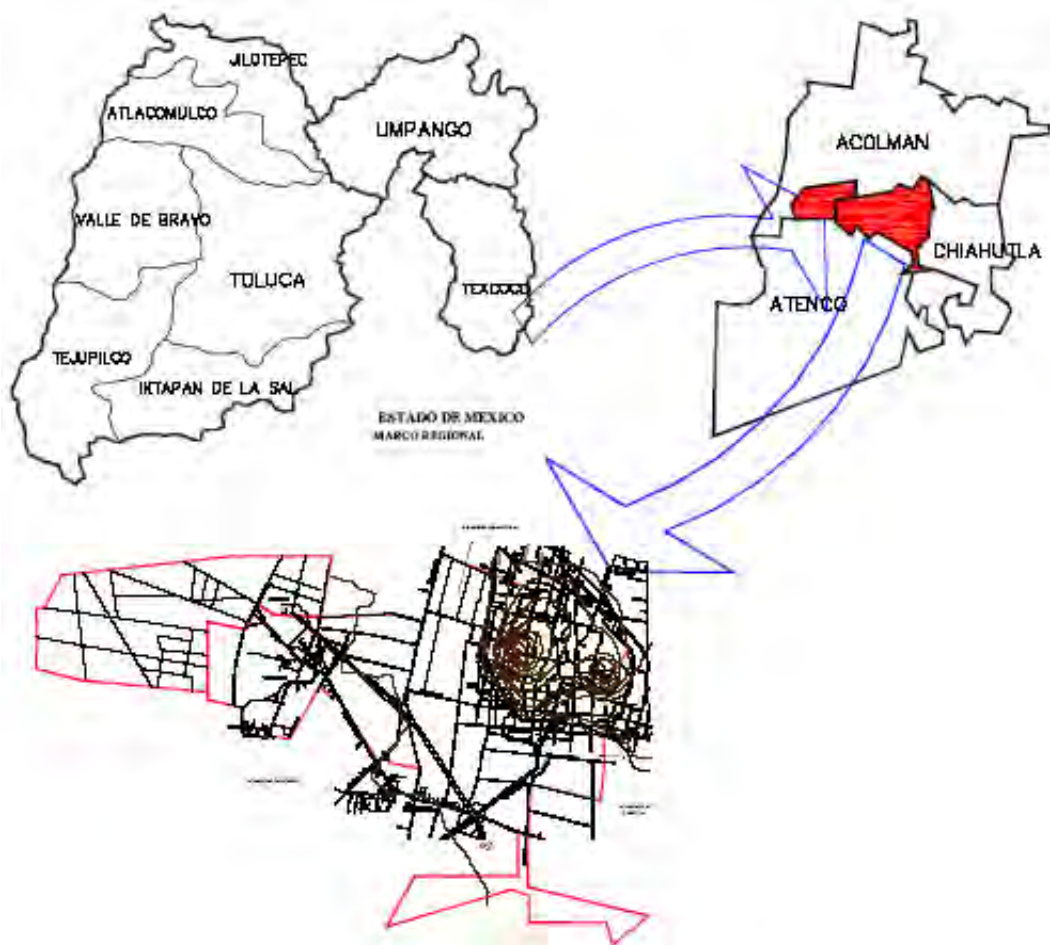 JILOTEPEC
ATLACOMULCO
UMPANGO
ACOLMAN
VALLE DE BRAVO
CHIAHUTLA
TOLUCA
TEXCOCO
ATENCO
TEJUPILCO
IXTAPAN DE LA SAL
ESTADO DE MEXICO
MARCO REGIONAL